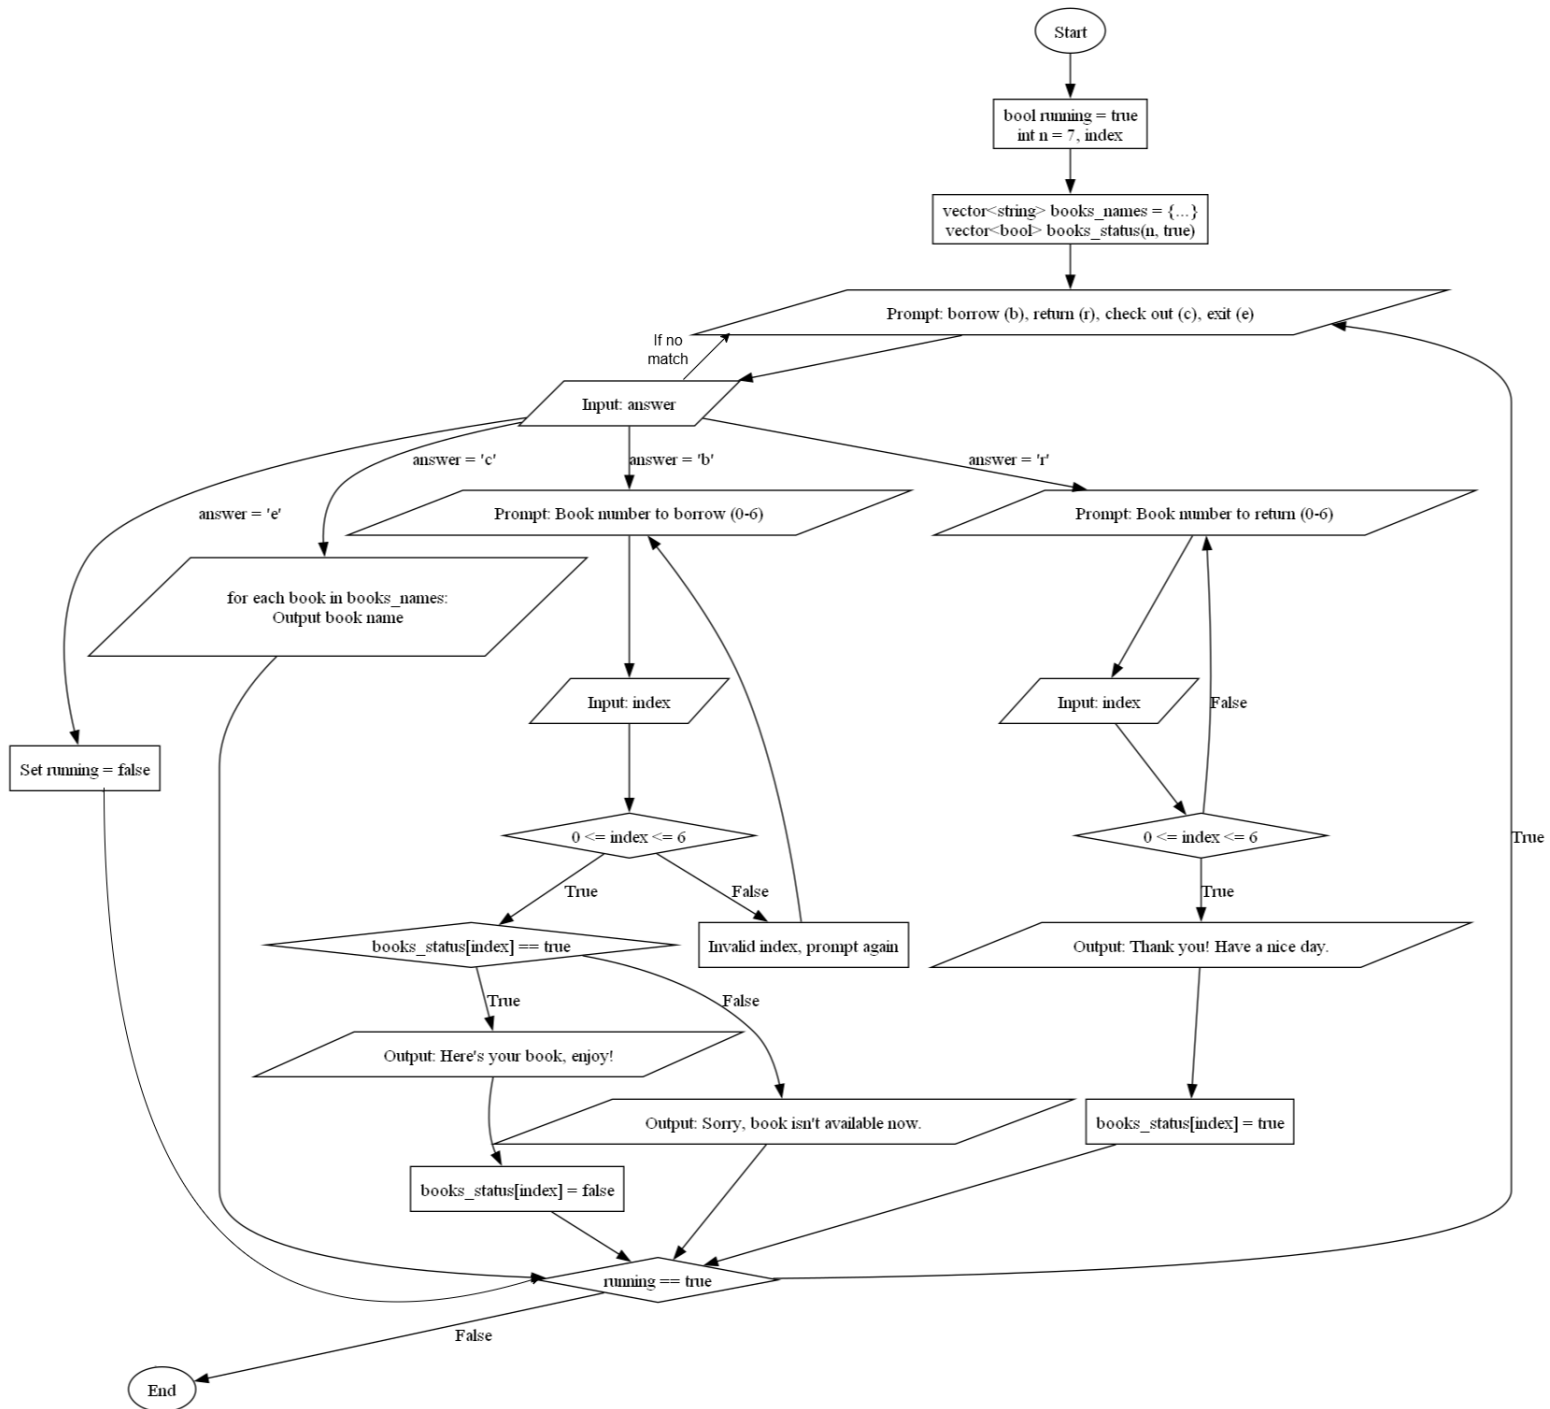 Start
bool running = true
int n = 7, index
vector<string> books_names = {...}
vector<bool> books_status(n, true)
Prompt: borrow (b), return (r), check out (c), exit (e)
If no
match
Input: answer
answer = 'e'
answer = 'c'
answer = 'b'
answer = 'r'
Prompt: Book number to borrow (0-6)
Prompt: Book number to return (0-6)
for each book in books_names:
Output book name
Input: index
Input: index
False
Set running = false
0 <= index <= 6
0 <= index <= 6
True
True
False
True
books_status[index] == true
Invalid index, prompt again
Output: Thank you! Have a nice day.
True
False
Output: Here's your book, enjoy!
Output: Sorry, book isn't available now.
books_status[index] = true
books_status[index] = false
running == true
False
End